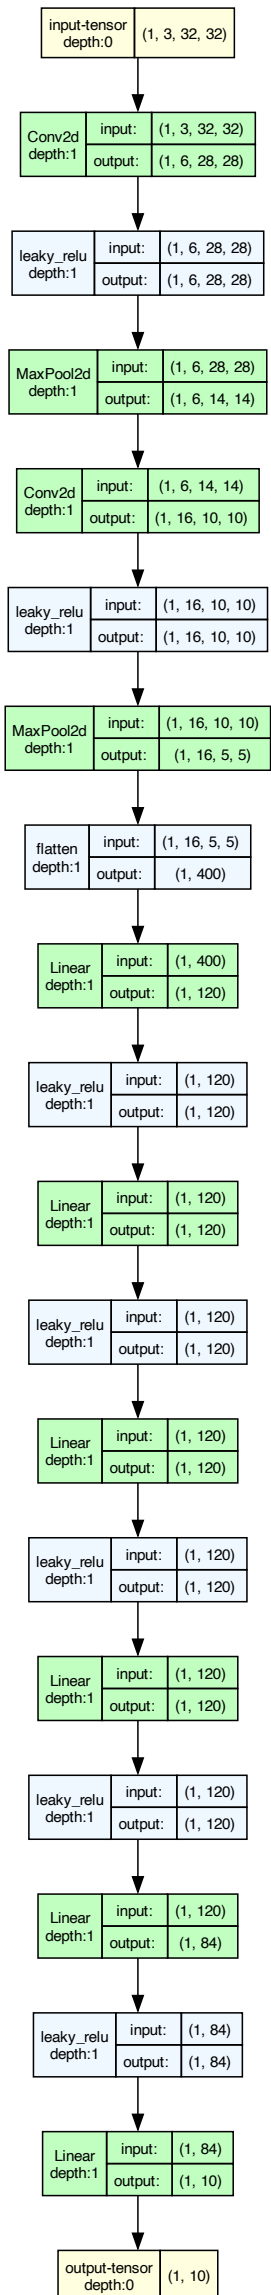 input-tensor
depth:0
(1, 3, 32, 32)
Conv2d
depth:1
input:
(1, 3, 32, 32)
output:
(1, 6, 28, 28)
leaky_relu
depth:1
input:
(1, 6, 28, 28)
output:
(1, 6, 28, 28)
MaxPool2d
depth:1
input:
(1, 6, 28, 28)
output:
(1, 6, 14, 14)
Conv2d
depth:1
input:
(1, 6, 14, 14)
output:
(1, 16, 10, 10)
leaky_relu
depth:1
input:
(1, 16, 10, 10)
output:
(1, 16, 10, 10)
MaxPool2d
depth:1
input:
(1, 16, 10, 10)
output:
(1, 16, 5, 5)
flatten
depth:1
input:
(1, 16, 5, 5)
output:
(1, 400)
Linear
depth:1
input:
(1, 400)
output:
(1, 120)
leaky_relu
depth:1
input:
(1, 120)
output:
(1, 120)
Linear
depth:1
input:
(1, 120)
output:
(1, 120)
leaky_relu
depth:1
input:
(1, 120)
output:
(1, 120)
Linear
depth:1
input:
(1, 120)
output:
(1, 120)
leaky_relu
depth:1
input:
(1, 120)
output:
(1, 120)
Linear
depth:1
input:
(1, 120)
output:
(1, 120)
leaky_relu
depth:1
input:
(1, 120)
output:
(1, 120)
Linear
depth:1
input:
(1, 120)
output:
(1, 84)
leaky_relu
depth:1
input:
(1, 84)
output:
(1, 84)
Linear
depth:1
input:
(1, 84)
output:
(1, 10)
output-tensor
depth:0
(1, 10)